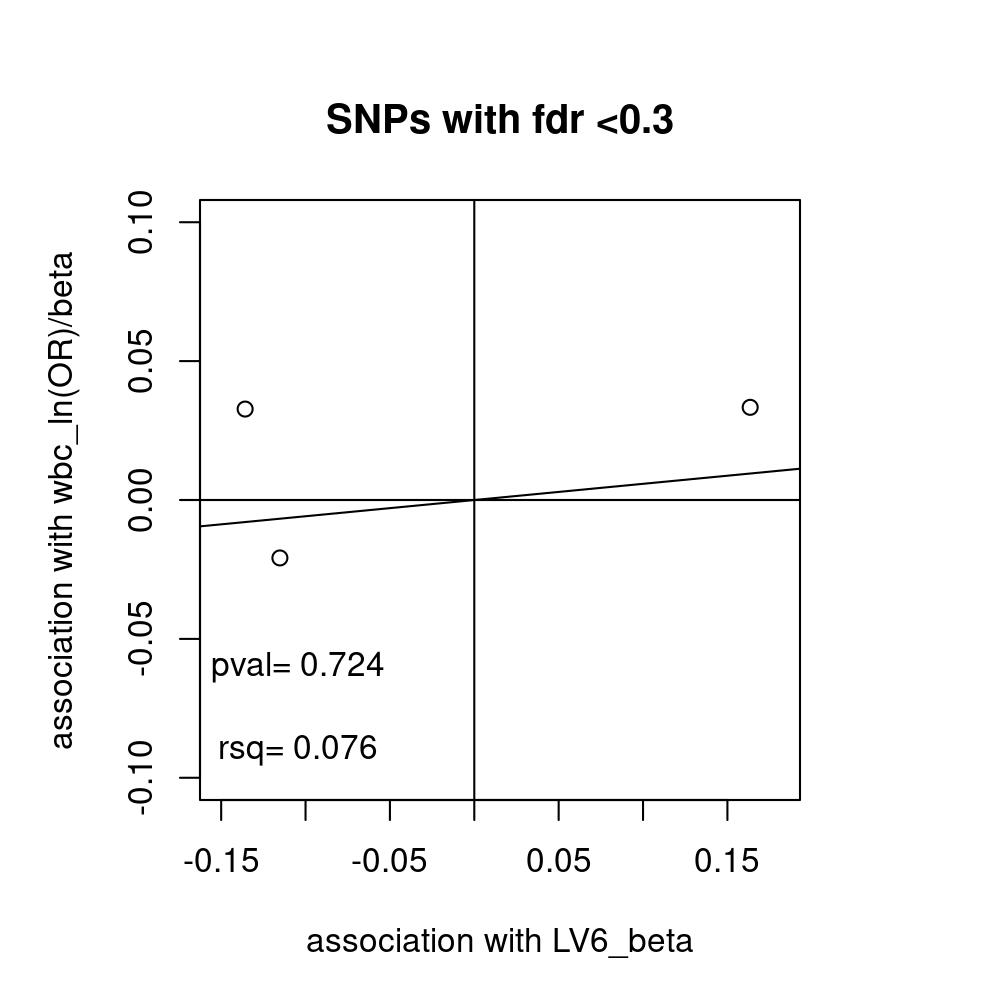 SNPs with fdr <0.3
association with wbc_ln(OR)/beta
0.10
0.05
0.00
-0.05
-0.10
pval= 0.724
rsq= 0.076
-0.15 -0.05 0.05 0.15
association with LV6_beta